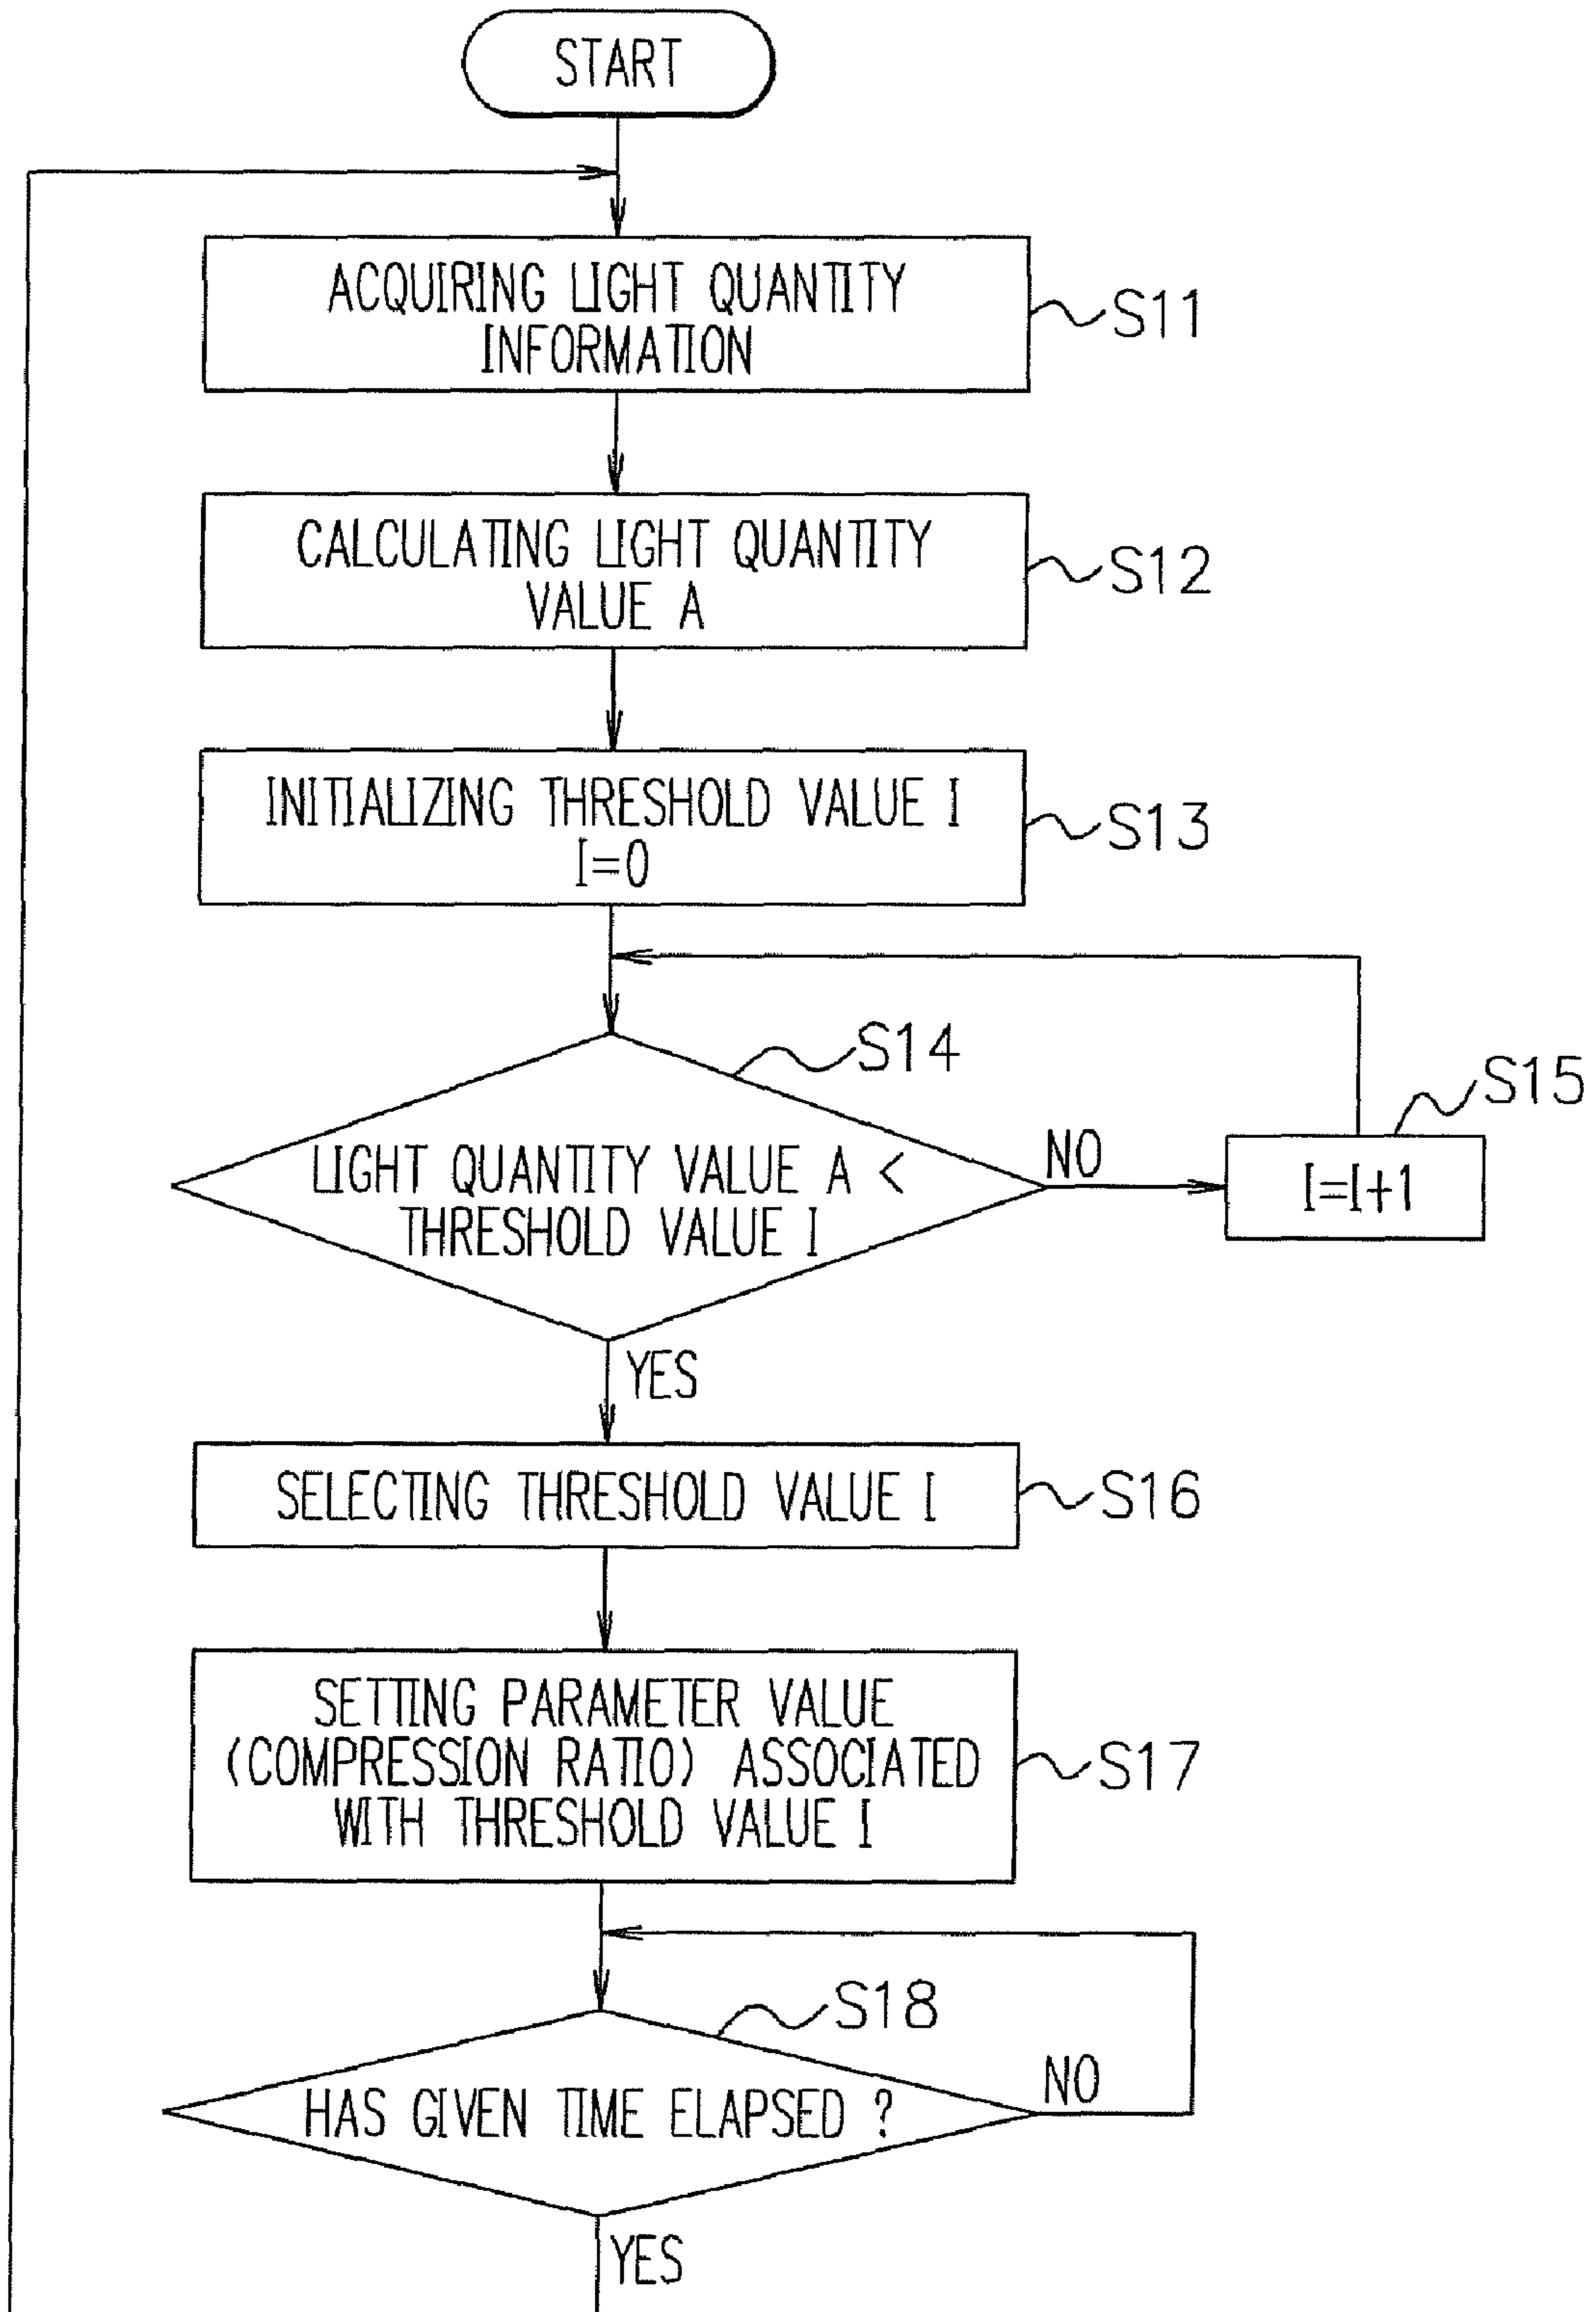 START
ACQUIRING LIGHT QUANTITY
INFORMATION
S11
CALCULATING LIGHT QUANTITY
VALUE A
S12
INITIALIZING THRESHOLD VALUE I
I=0
S13
S14
LIGHT QUANTITY VALUE A <
THRESHOLD VALUE I
NO
S15
I=I+1
YES
SELECTING THRESHOLD VALUE I
S16
SETTING PARAMETER VALUE
(COMPRESSION RATIO) ASSOCIATED
WITH THRESHOLD VALUE I
S17
S18
HAS GIVEN TIME ELAPSED ?
NO
YES